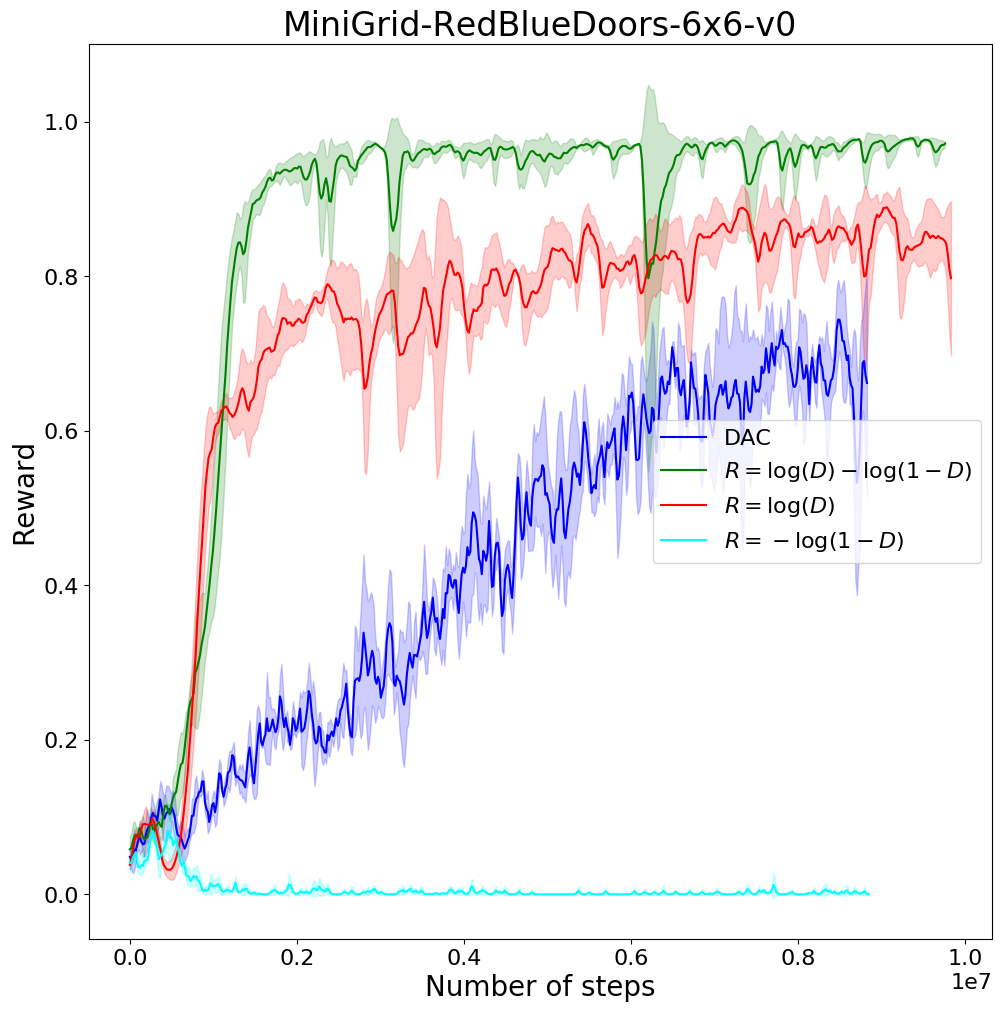 MiniGrid-RedBlueDoors-6x6-v0
Reward
1.0
0.8
0.6
0.4
0.2
0.0
DAC
R = log(D) − log(1 − D)
R = log(D)
R = − log(1 − D)
0.0 0.2 0.4 0.6 0.8 1.0
1e7
Number of steps